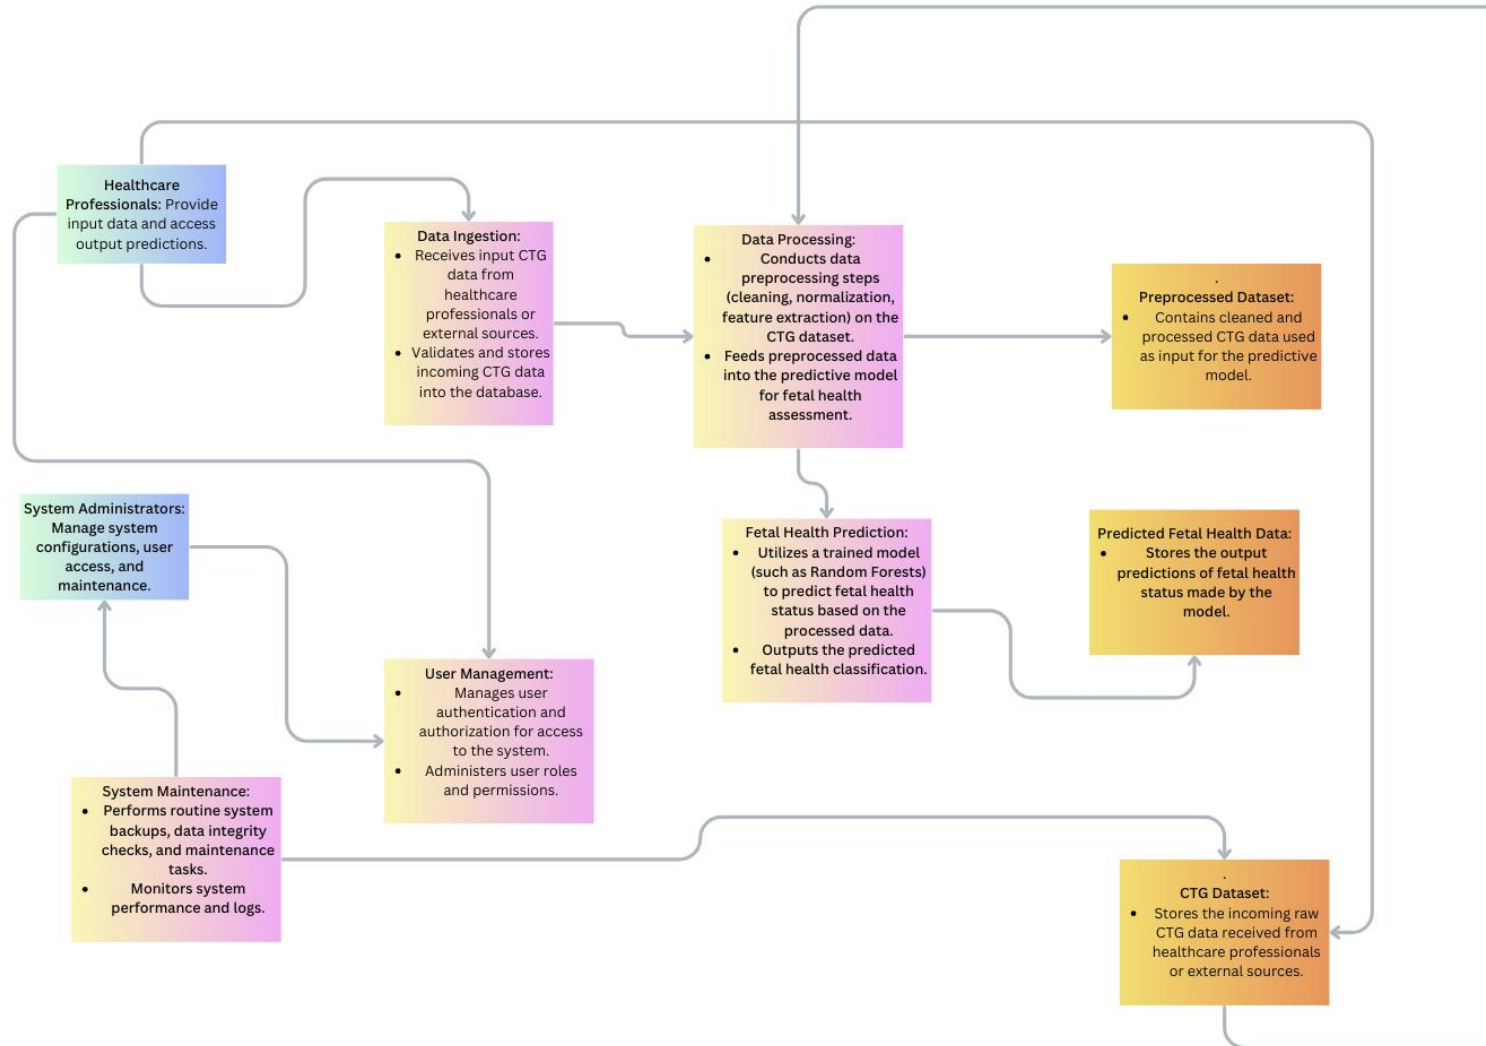 Healthcare
Professionals: Provide
input data and access
output predictions.
Data Ingestion:
• Receives input CTG
data from
healthcare
professionals or
external sources.
• Validates and stores
incoming CTG data
into the database.
Data Processing:
• Conducts data
preprocessing steps
(cleaning, normalization,
feature extraction) on the
CTG dataset.
• Feeds preprocessed data
into the predictive model
for fetal health
assessment.
.
Preprocessed Dataset:
• Contains cleaned and
processed CTG data used
as input for the predictive
model.
System Administrators:
Manage system
configurations, user
access, and
maintenance.
Fetal Health Prediction:
• Utilizes a trained model
(such as Random Forests)
to predict fetal health
status based on the
processed data.
• Outputs the predicted
fetal health classification.
Predicted Fetal Health Data:
• Stores the output
predictions of fetal health
status made by the
model.
User Management:
• Manages user
authentication and
authorization for access
to the system.
• Administers user roles
and permissions.
System Maintenance:
• Performs routine system
backups, data integrity
checks, and maintenance
tasks.
• Monitors system
performance and logs.
.
CTG Dataset:
• Stores the incoming raw
CTG data received from
healthcare professionals
or external sources.